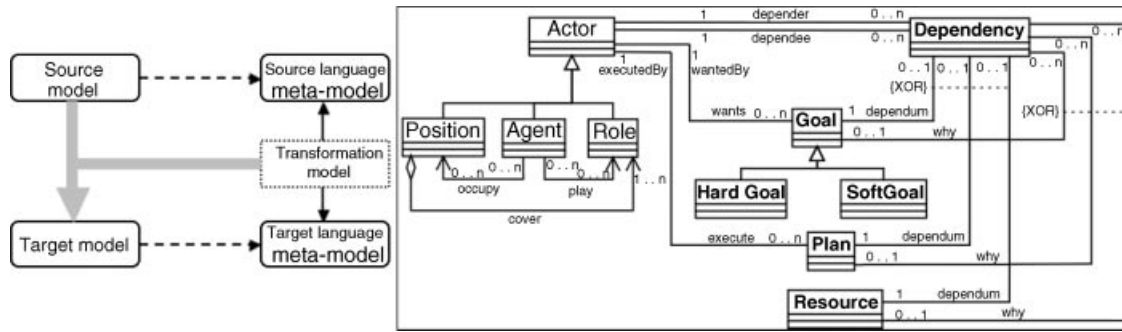 Source
model
Source language
meta-model
Transformation
model
Target model
Target language
meta-model
Actor
1
depender
0..n
1
dependee
0..n
Dependency
0..n
0..n
1
executedBy
1
wantedBy
0..1
0..1
0..1
{XOR}
{XOR}
wants
0..n
Goal
1
dependum
0..1
why
Position
Agent
Role
0..n
0..n
0..n
0..n
1..n
occupy
play
cover
Hard Goal
SoftGoal
execute
0..n
Plan
1
dependum
0..1
why
Resource
1
dependum
0..1
why